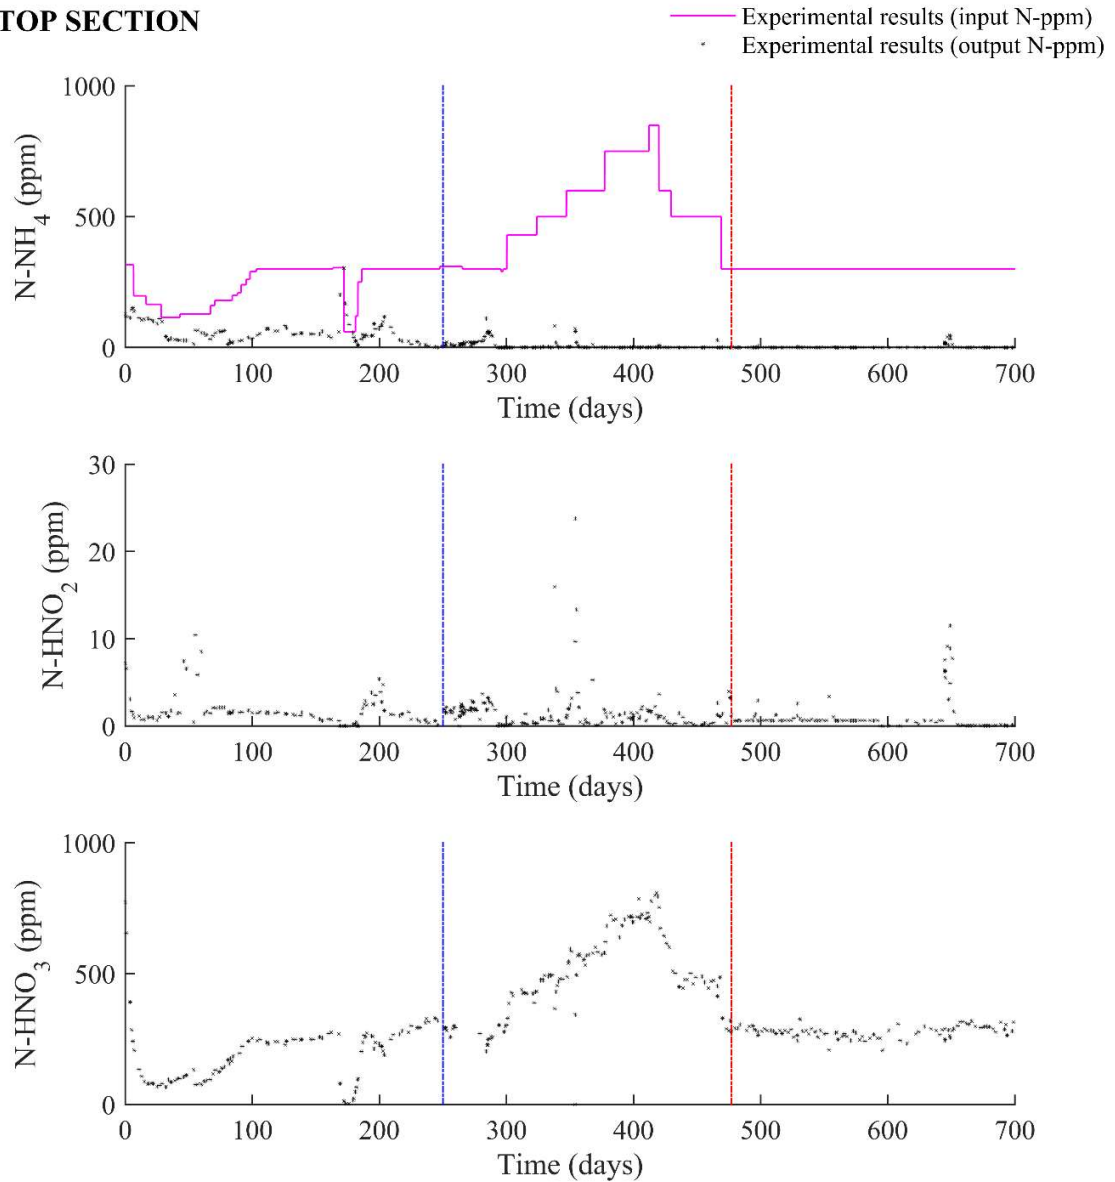 TOP SECTION
Experimental results (input N-ppm)
Experimental results (output N-ppm)
1000
500
0
N-NH4 (ppm)
0 100 200 300 400 500 600 700
Time (days)
30
20
10
0
N-HNO2 (ppm)
0 100 200 300 400 500 600 700
Time (days)
1000
500
0
N-HNO3 (ppm)
0 100 200 300 400 500 600 700
Time (days)